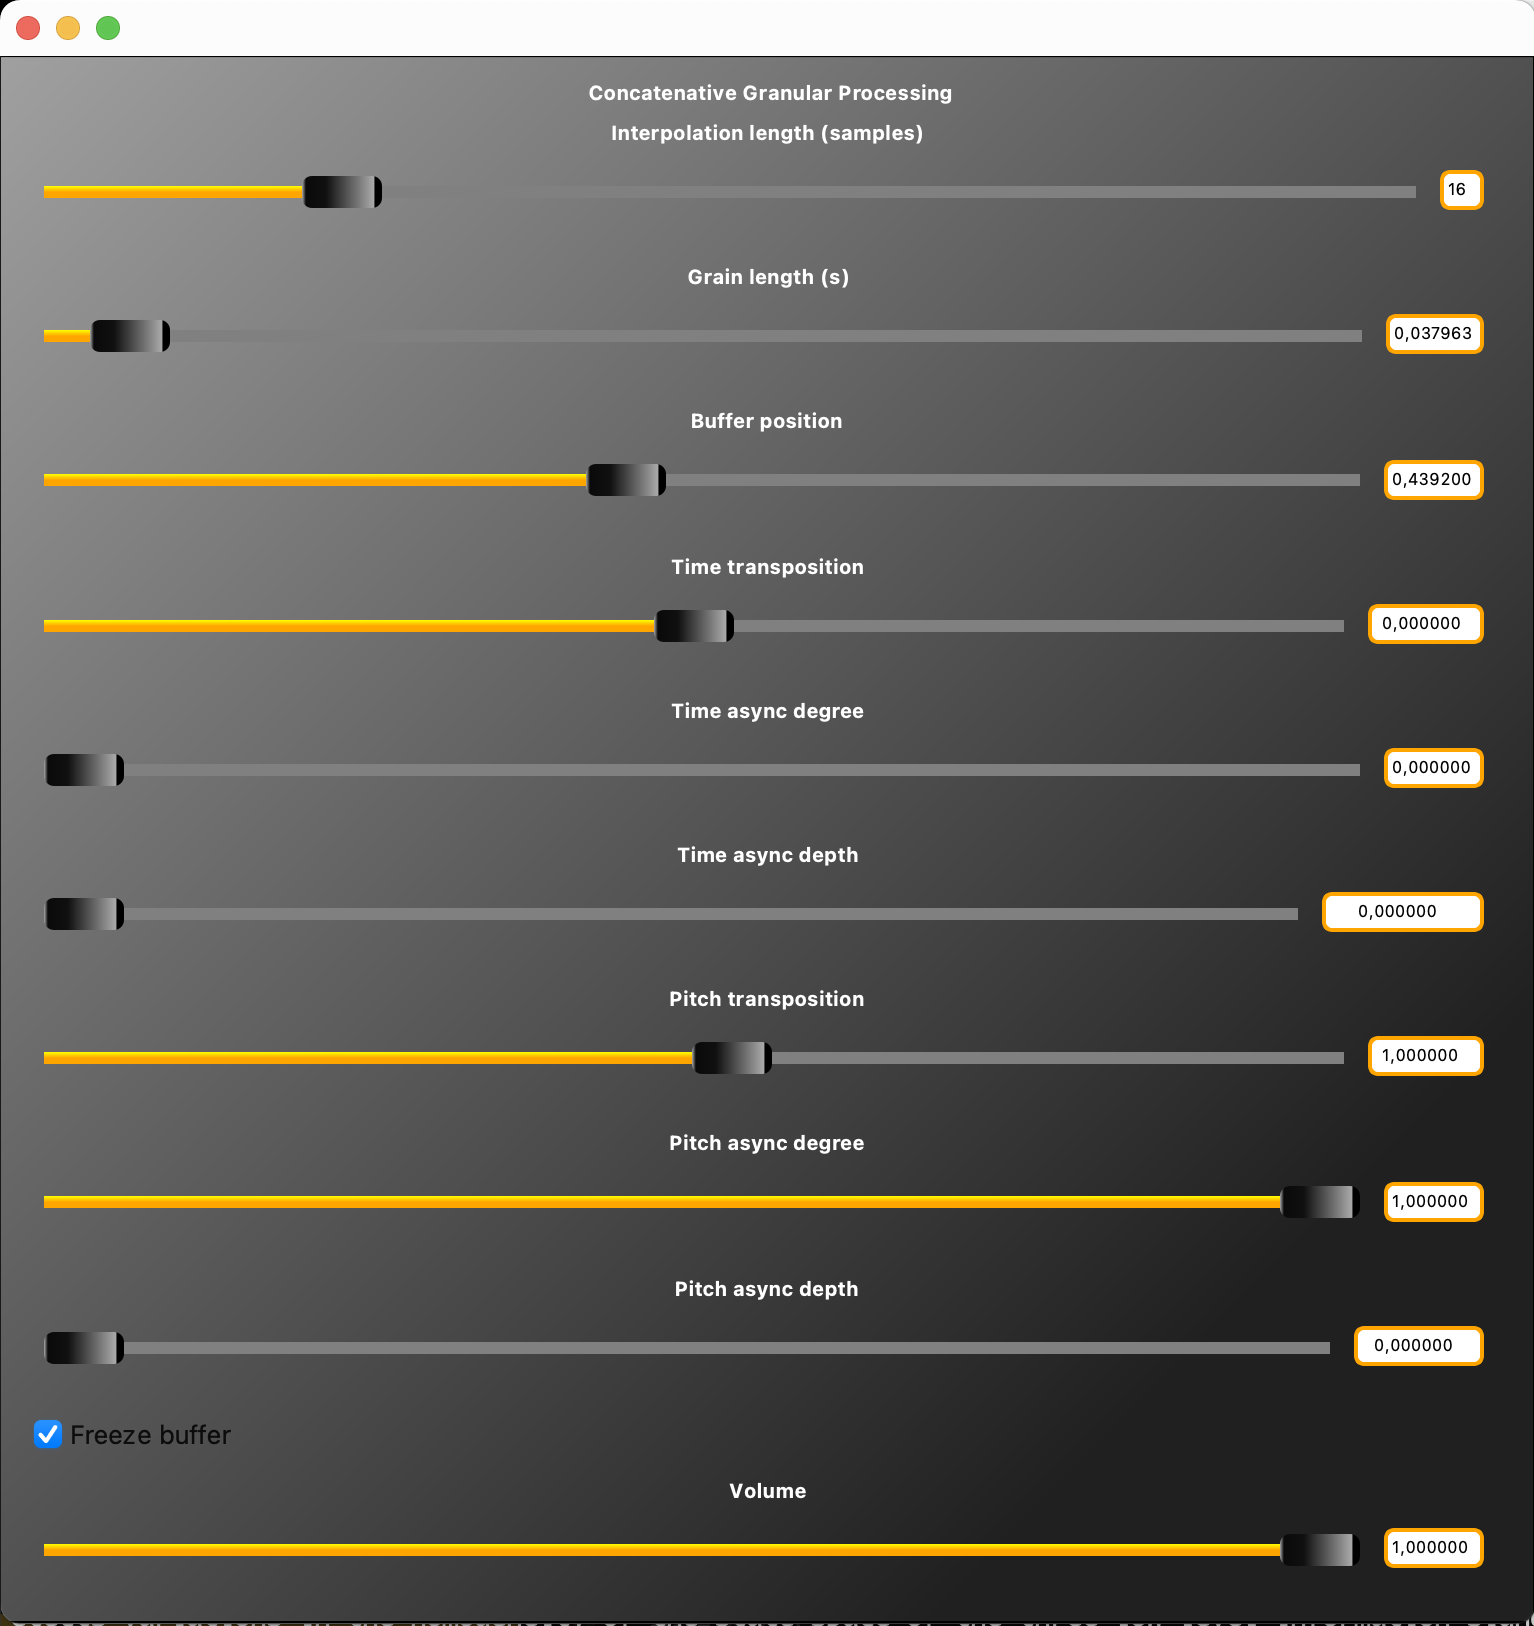 Concatenative Granular Processing
Interpolation length (samples)
16
Grain length (s)
0,037963
Buffer position
0,439200
Time transposition
0,000000
Time async degree
0,000000
Time async depth
0,000000
Pitch transposition
1,000000
Pitch async degree
1,000000
Pitch async depth
0,000000
Freeze buffer
Volume
1,000000